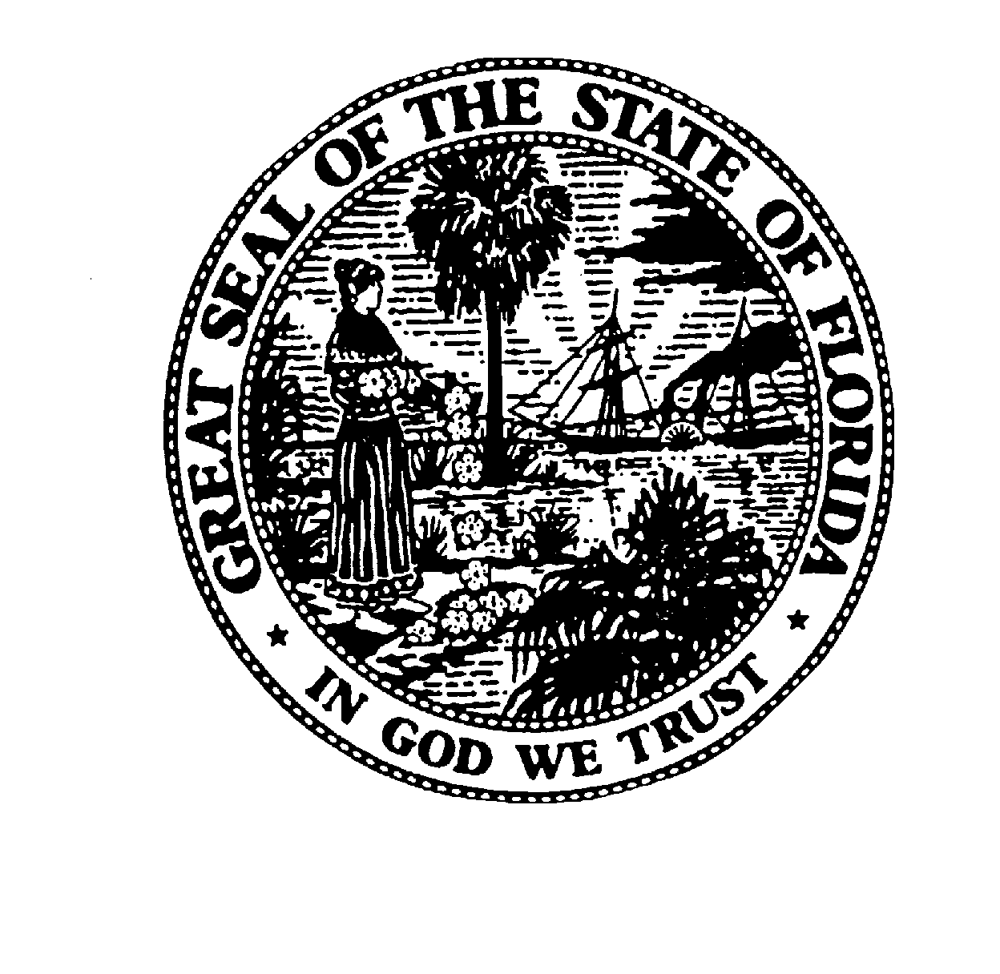 GREAT SEAL OF THE STATE OF FLORIDA
IN GOD WE TRUST